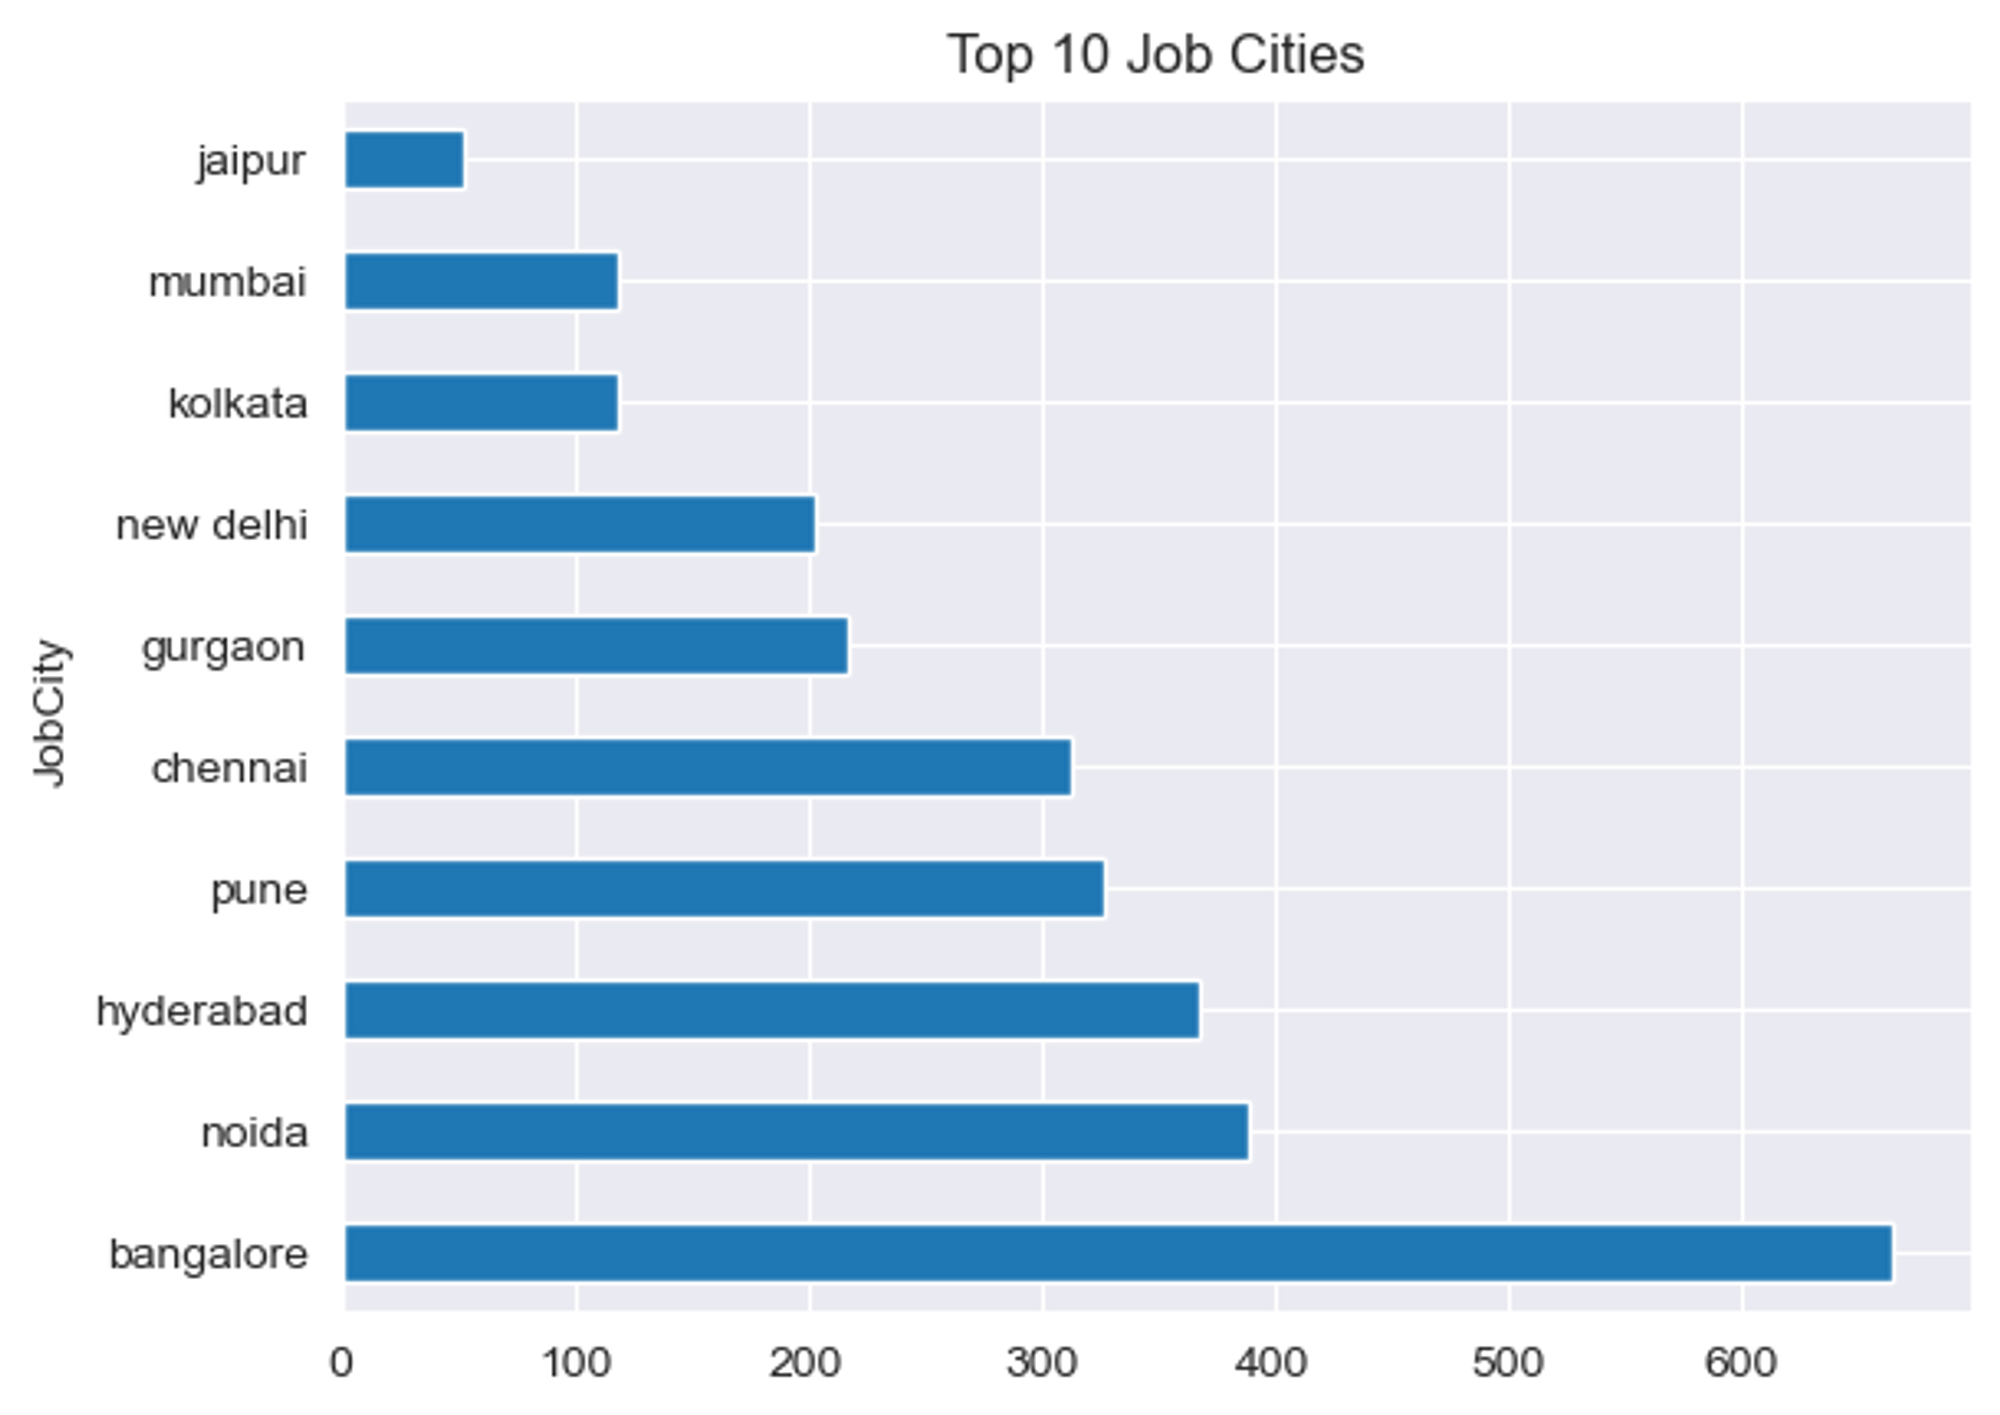 Top 10 Job Cities
JobCity
jaipur
mumbai
kolkata
new delhi
gurgaon
chennai
pune
hyderabad
noida
bangalore
0 100 200 300 400 500 600